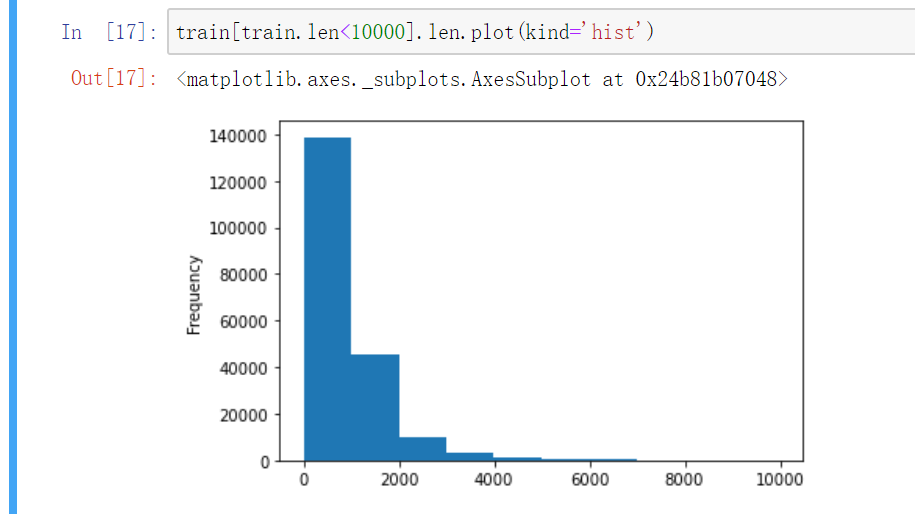 In [17]: train[train.len<10000].len.plot(kind='hist')
Out[17]: <matplotlib.axes._subplots.AxesSubplot at 0x24b81b07048>
140000
120000
100000
80000
60000
40000
20000
0
Frequency
0 2000 4000 6000 8000 10000